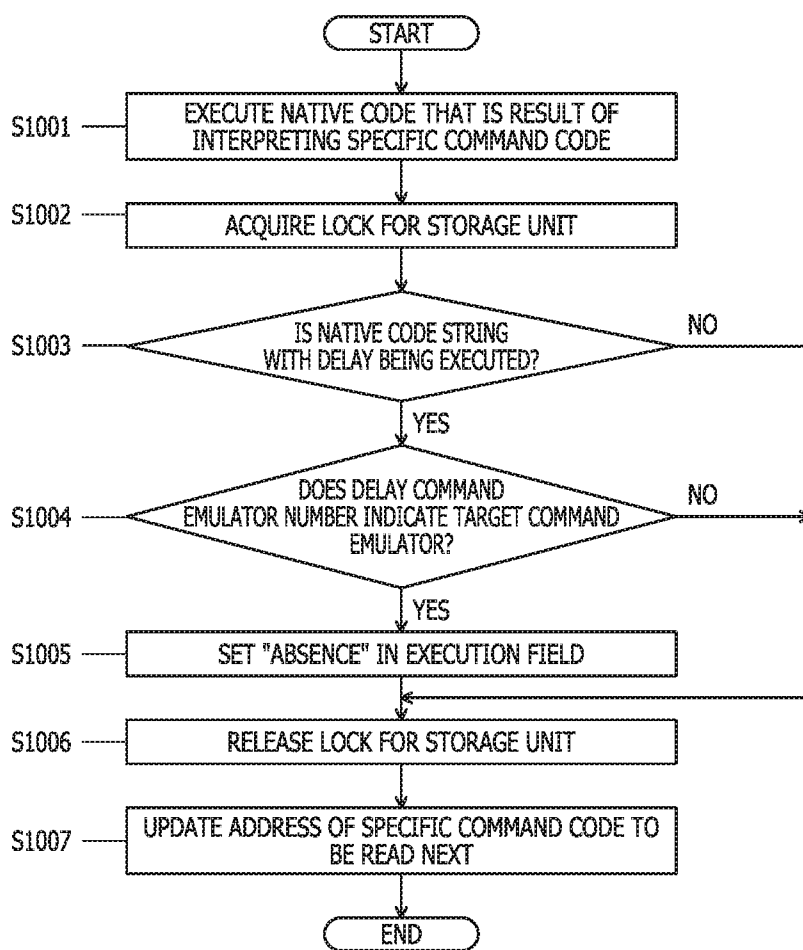 START
S1001
EXECUTE NATIVE CODE THAT IS RESULT OF
INTERPRETING SPECIFIC COMMAND CODE
S1002
ACQUIRE LOCK FOR STORAGE UNIT
S1003
IS NATIVE CODE STRING
WITH DELAY BEING EXECUTED?
NO
YES
S1004
DOES DELAY COMMAND
EMULATOR NUMBER INDICATE TARGET COMMAND
EMULATOR?
NO
YES
S1005
SET "ABSENCE" IN EXECUTION FIELD
S1006
RELEASE LOCK FOR STORAGE UNIT
S1007
UPDATE ADDRESS OF SPECIFIC COMMAND CODE TO
BE READ NEXT
END